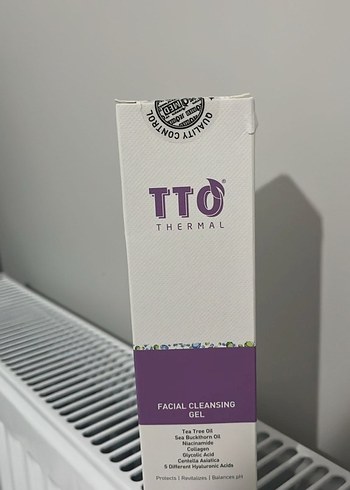 QUALITY CONTROL
TTO®
THERMAL
FACIAL CLEANSING
GEL
Tea Tree Oil
Sea Buckthorn Oil
Niacinamide
Collagen
Glycolic Acid
Centella Asiatica
5 Different Hyaluronic Acids
Protects | Revitalizes | Balances pH